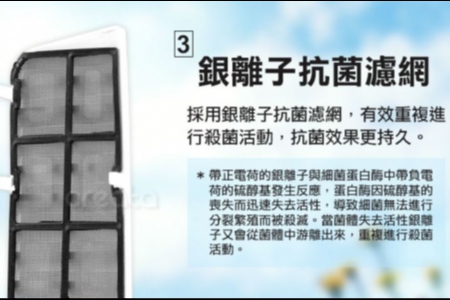 3
銀離子抗菌濾網
採用銀離子抗菌濾網，有效重複進
行殺菌活動，抗菌效果更持久。
* 帶正電荷的銀離子與細菌蛋白酶中帶負電
荷的硫醇基發生反應，蛋白酶因硫醇基的
喪失而迅速失去活性，導致細菌無法進行
分裂繁殖而被殺滅。當菌體失去活性銀離
子又會從菌體中游離出來，重複進行殺菌
活動。